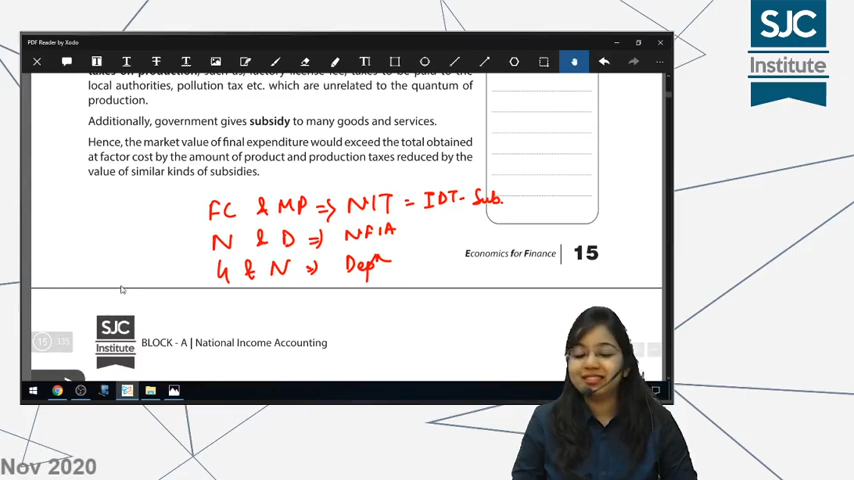 SJC
Institute
PDF Reader by Xodo
taxes on production, such as, factory license fee, taxes to be paid to the
local authorities, pollution tax etc. which are unrelated to the quantum of
production.
Additionally, government gives subsidy to many goods and services.
Hence, the market value of final expenditure would exceed the total obtained
at factor cost by the amount of product and production taxes reduced by the
value of similar kinds of subsidies.
FC & MP => NIT = IDT - Sub.
N & D => NFIA
G & N => Depn
Economics for Finance | 15
15 335
SJC
Institute
BLOCK - A | National Income Accounting
Nov 2020